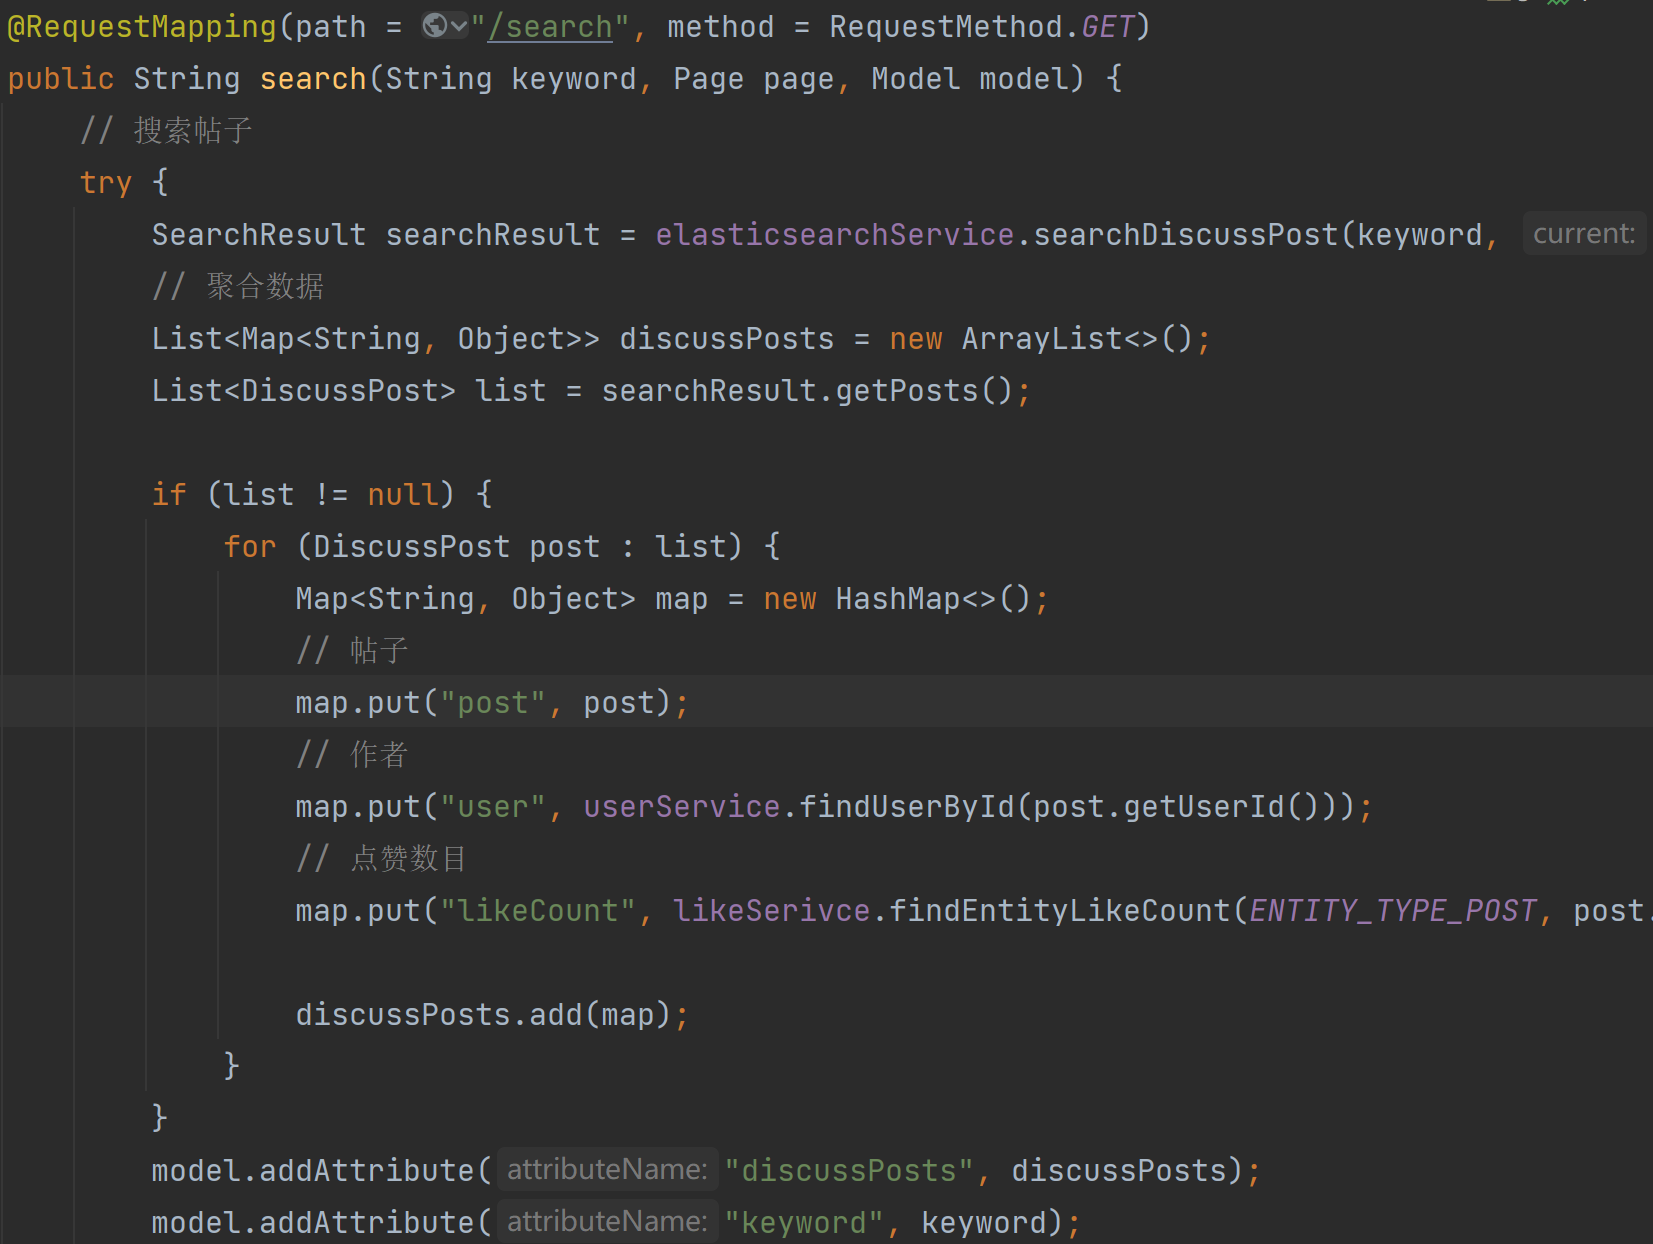 @RequestMapping(path = "/search", method = RequestMethod.GET)
public String search(String keyword, Page page, Model model) {
// 搜索帖子
try {
SearchResult searchResult = elasticsearchService.searchDiscussPost(keyword, current:
// 聚合数据
List<Map<String, Object>> discussPosts = new ArrayList<>();
List<DiscussPost> list = searchResult.getPosts();
if (list != null) {
for (DiscussPost post : list) {
Map<String, Object> map = new HashMap<>();
// 帖子
map.put("post", post);
// 作者
map.put("user", userService.findUserById(post.getUserId()));
// 点赞数目
map.put("likeCount", likeSerivce.findEntityLikeCount(ENTITY_TYPE_POST, post.
discussPosts.add(map);
}
}
model.addAttribute( attributeName: "discussPosts", discussPosts);
model.addAttribute( attributeName: "keyword", keyword);